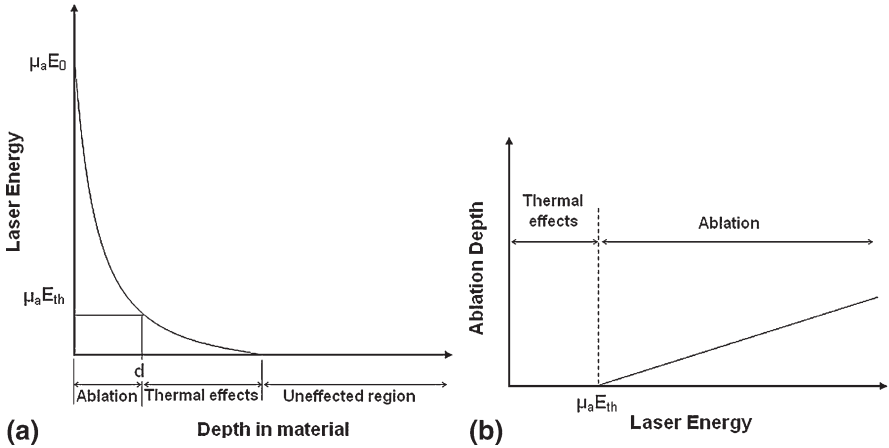 μaE0
Laser Energy
μaEth
d
Ablation
Thermal effects
Uneffected region
(a)
Depth in material
Ablation Depth
Thermal
effects
Ablation
μaEth
(b)
Laser Energy